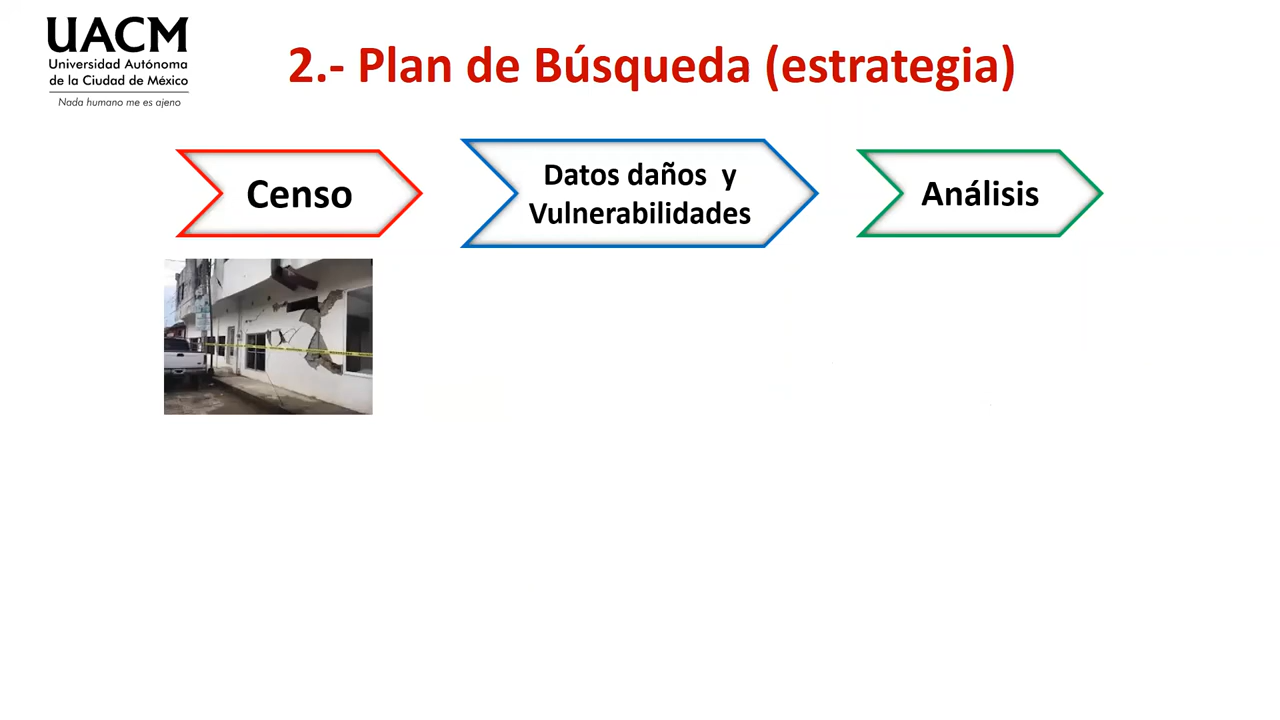 UACM
Universidad Autónoma
de la Ciudad de México
Nada humano me es ajeno
2.- Plan de Búsqueda (estrategia)
Censo
Datos daños y
Vulnerabilidades
Análisis